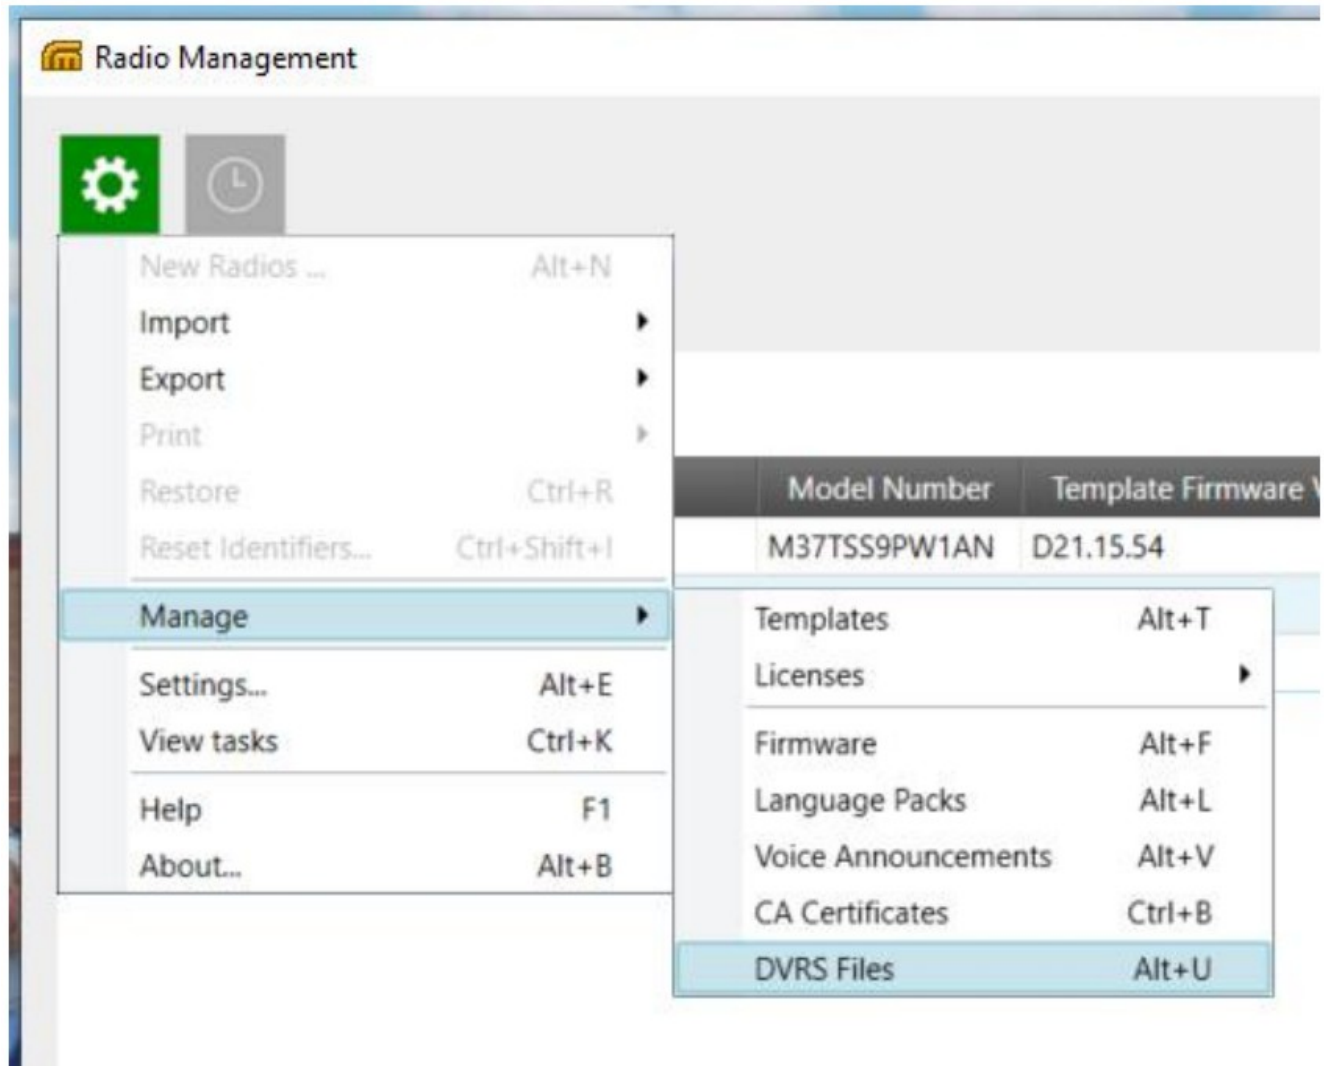 Radio Management
New Radios ... Alt+N
Import
Export
Print
Restore Ctrl+R
Reset Identifiers... Ctrl+Shift+I
Manage
Settings... Alt+E
View tasks Ctrl+K
Help F1
About... Alt+B
Model Number Template Firmware
M37TSS9PW1AN D21.15.54
Templates Alt+T
Licenses
Firmware Alt+F
Language Packs Alt+L
Voice Announcements Alt+V
CA Certificates Ctrl+B
DVRS Files Alt+U